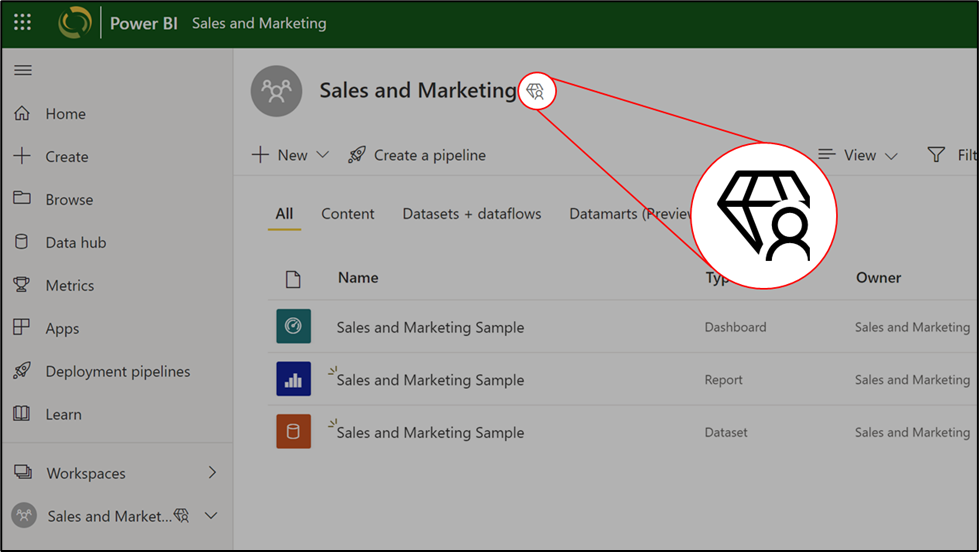 Power BI Sales and Marketing
Sales and Marketing
Home
Create
Browse
Data hub
Metrics
Apps
Deployment pipelines
Learn
Workspaces
Sales and Market...
New Create a pipeline View Filt
All Content Datasets + dataflows Datamarts (Preview
Name Typ Owner
Sales and Marketing Sample Dashboard Sales and Marketing
Sales and Marketing Sample Report Sales and Marketing
Sales and Marketing Sample Dataset Sales and Marketing